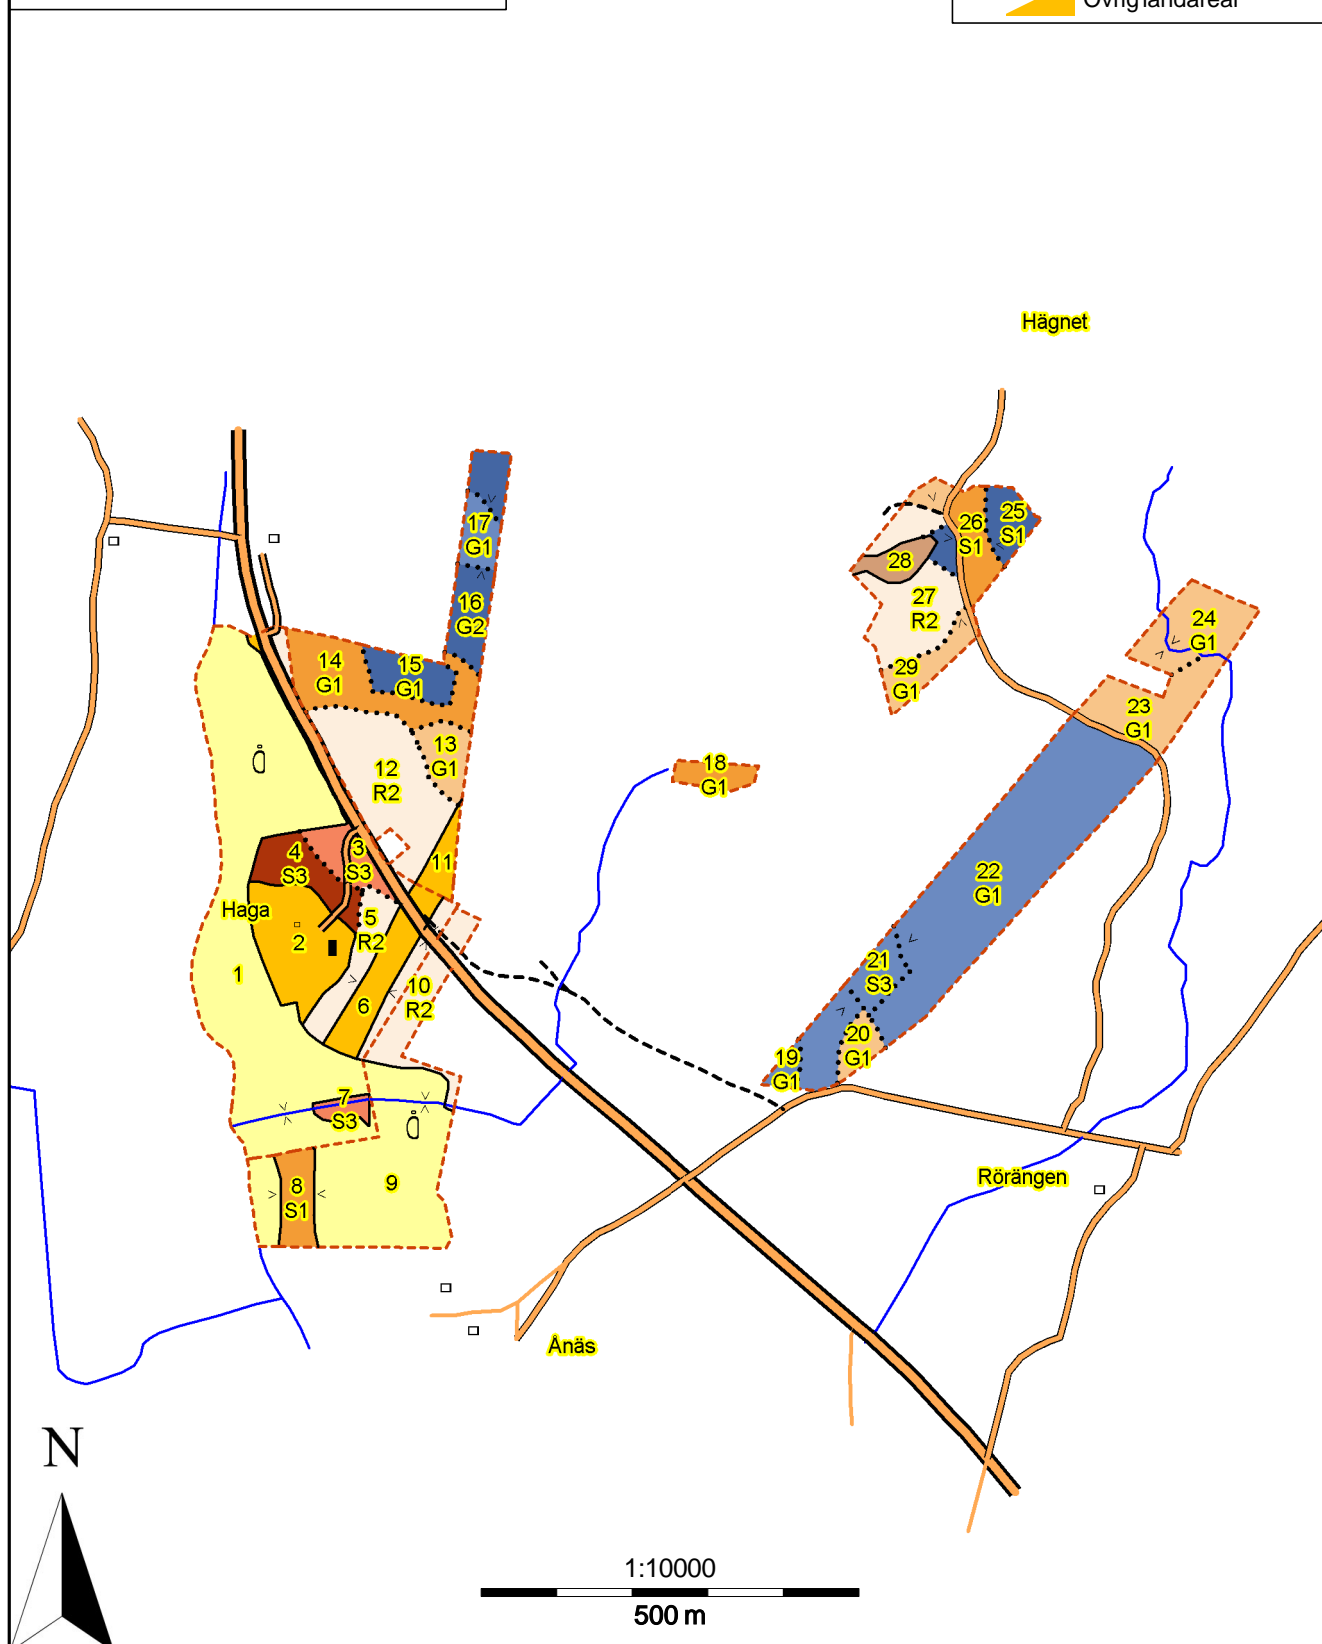 Övrig landareal
Hägnet
17
G1
25
S1
26
S1
28
16
G2
27
R2
24
G1
14
G1
15
G1
29
G1
23
G1
13
G1
12
R2
18
G1
3
S3
4
S3
11
22
G1
Haga
5
R2
2
1
21
S3
10
R2
6
20
G1
19
G1
7
S3
9
8
S1
Rörängen
Ånäs
N
1:10000
500 m